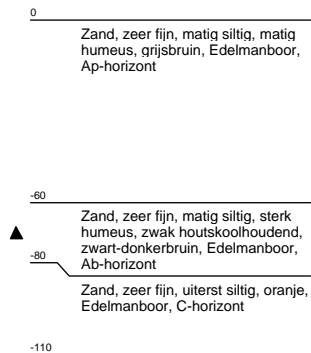 0
Zand, zeer fijn, matig siltig, matig
humeus, grijsbruin, Edelmanboor,
Ap-horizont
-60
Zand, zeer fijn, matig siltig, sterk
humeus, zwak houtskoolhoudend,
zwart-donkerbruin, Edelmanboor,
Ab-horizont
-80
Zand, zeer fijn, uiterst siltig, oranje,
Edelmanboor, C-horizont
-110